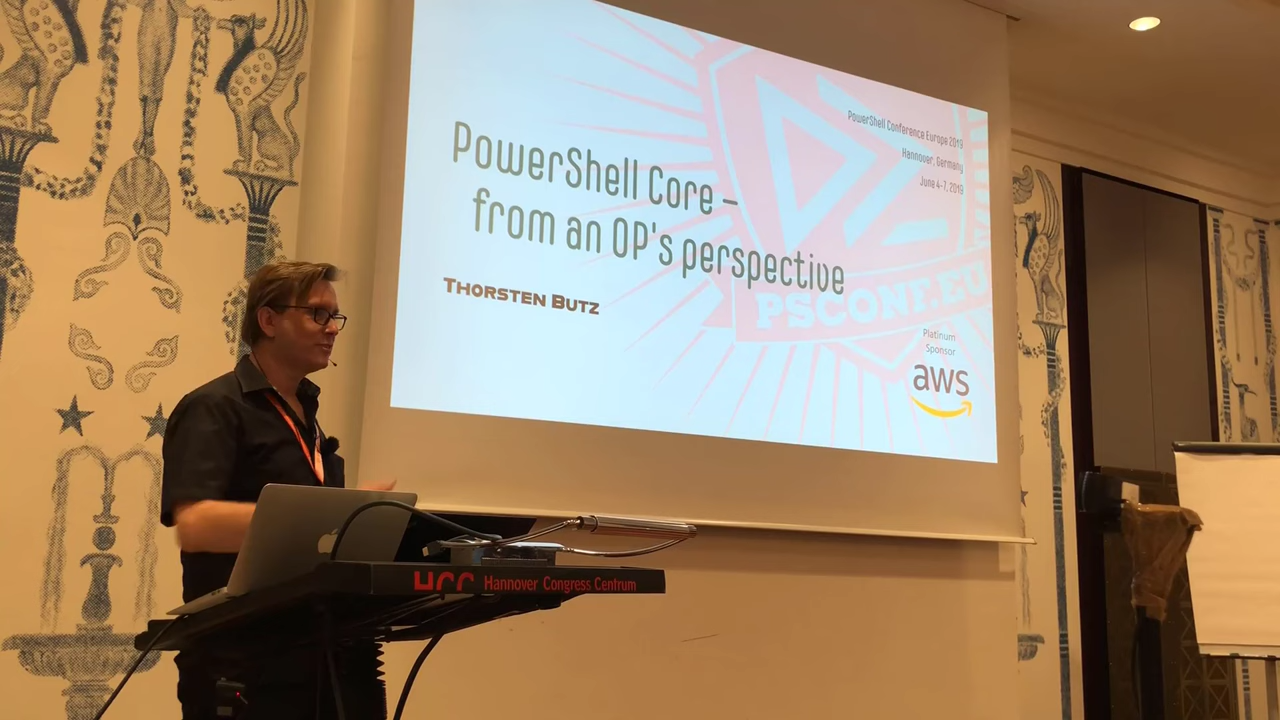 PowerShell Conference Europe 2019
Hannover, Germany
June 4-7, 2019
PowerShell Core –
from an OP's perspective
THORSTEN BUTZ
PSCONF.EU
Platinum
Sponsor
aws
HCC Hannover Congress Centrum